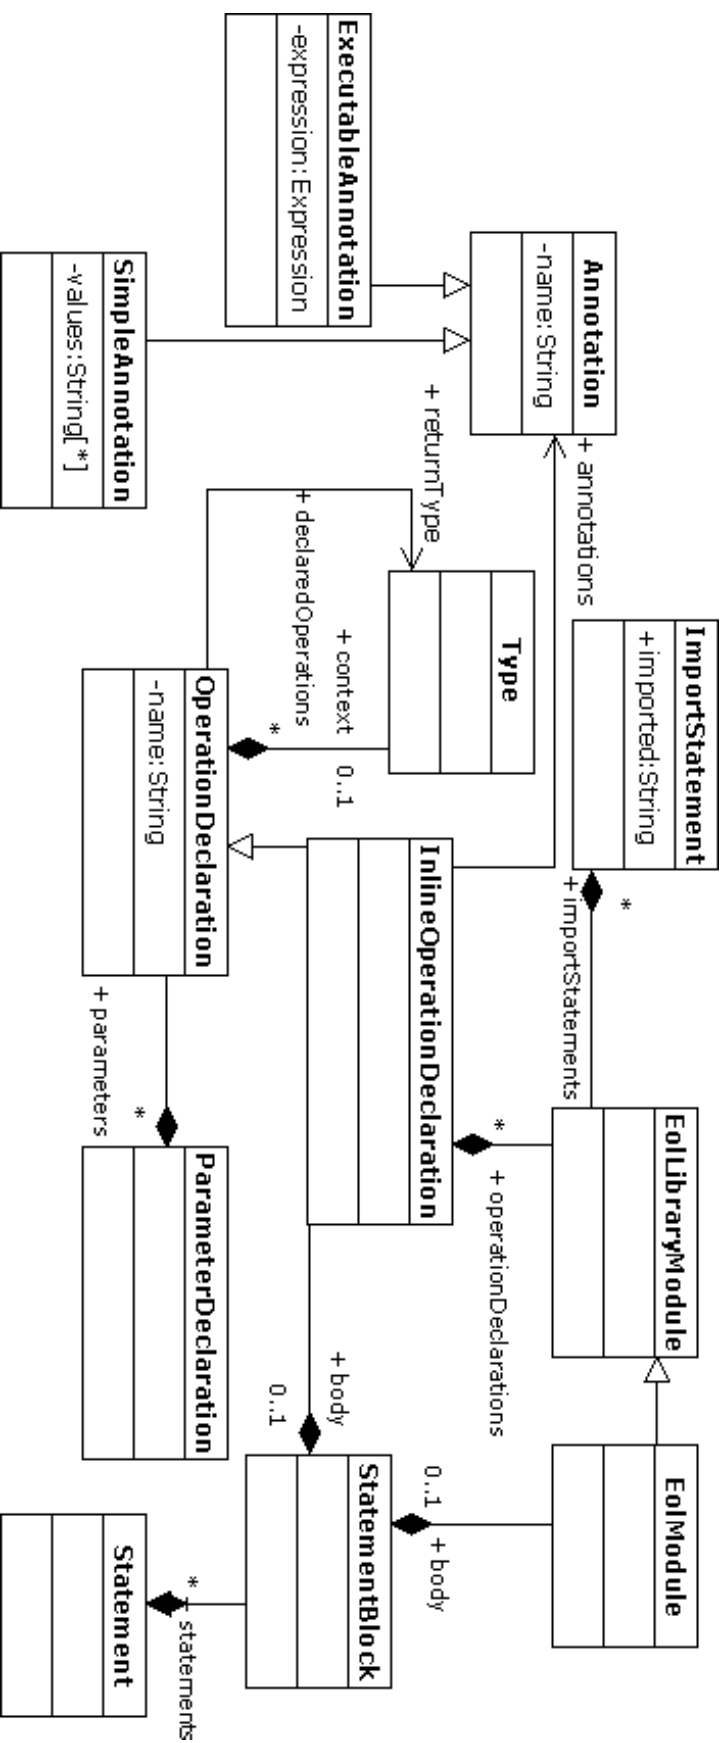 ImportStatement
+imported:String
*
+ importStatements
EolLibraryModule
EolModule
Annotation
-name:String
+ annotations
* 
+ operationDeclarations
0..1
+ body
Type
+ returnType
InlineOperationDeclaration
+ body
0..1
StatementBlock
ExecutableAnnotation
-expression:Expression
+ context
0..1
+ declaredOperations
*
OperationDeclaration
-name:String
+ parameters
*
ParameterDeclaration
*
statements
Statement
SimpleAnnotation
-values:String[*]